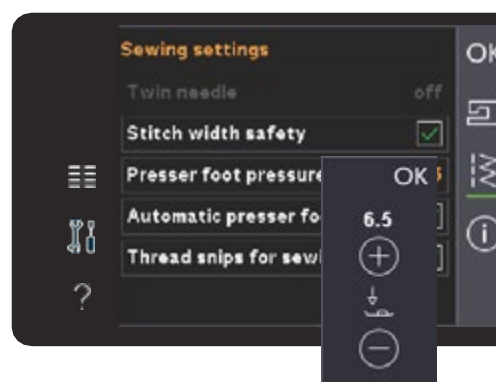 Sewing settings
OK
Twin needle off
Stitch width safety
Presser foot pressure
OK
Automatic presser fo
6.5
Thread snips for sewi
?